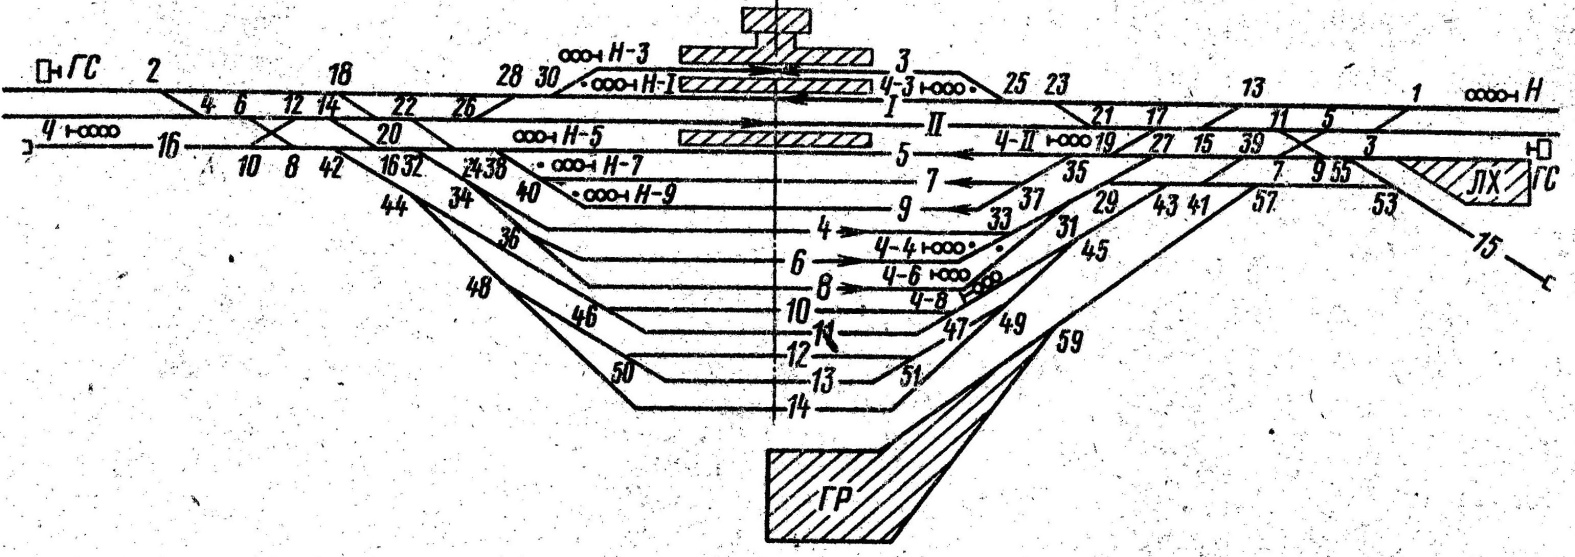 Н-3
3
ГС 2 18 28 30 Н-I Ч-3 25 23 13 1 Н
I
4 6 12 14 22 26 21 17 11 5
II
Ч 16 20 Н-5 Ч-II 19 27 15 39 3
5
10 8 42 16 32 24 38 Н-7 35 7 9 55 ЛХ ГС
7
44 34 40 Н-9 37 29 43 41 57 53
9
4 33 31
36 Ч-4 45 15
6
48 8 Ч-6
10 Ч-8
46 11 47 49 59
12
50 13 51
14
ГР